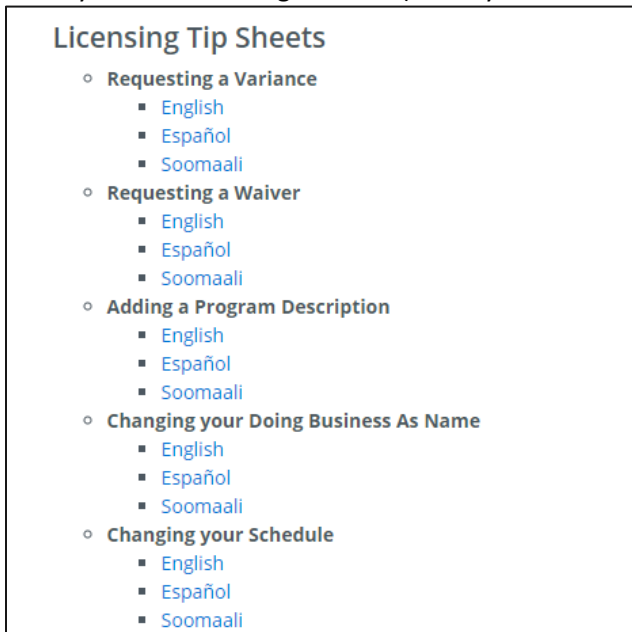 Licensing Tip Sheets
Requesting a Variance
English
Español
Soomaali
Requesting a Waiver
English
Español
Soomaali
Adding a Program Description
English
Español
Soomaali
Changing your Doing Business As Name
English
Español
Soomaali
Changing your Schedule
English
Español
Soomaali